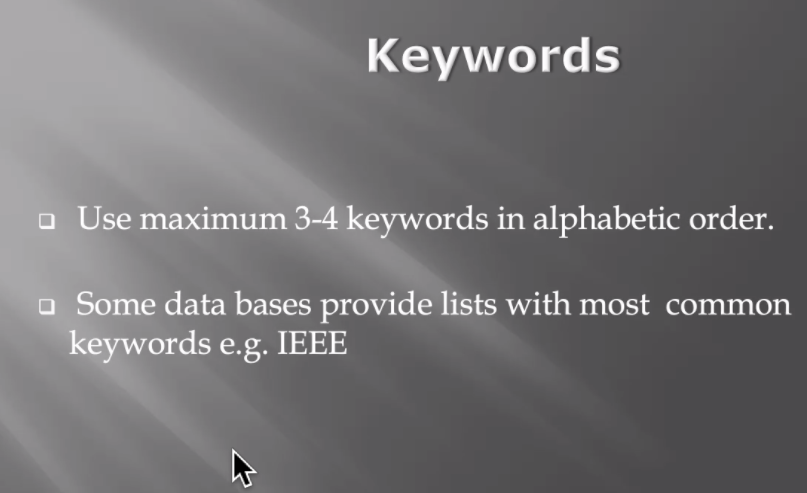 Keywords
Use maximum 3-4 keywords in alphabetic order.
Some data bases provide lists with most common
keywords e.g. IEEE